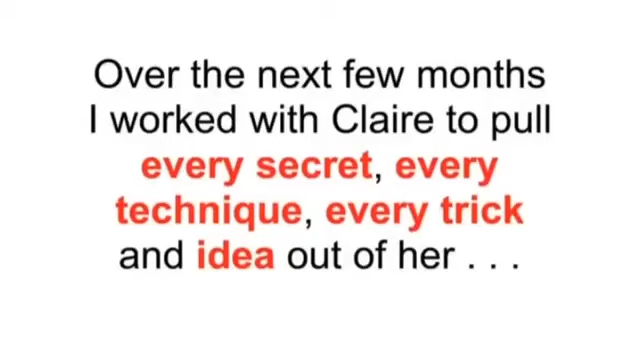 Over the next few months
I worked with Claire to pull
every secret, every
technique, every trick
and idea out of her . . .